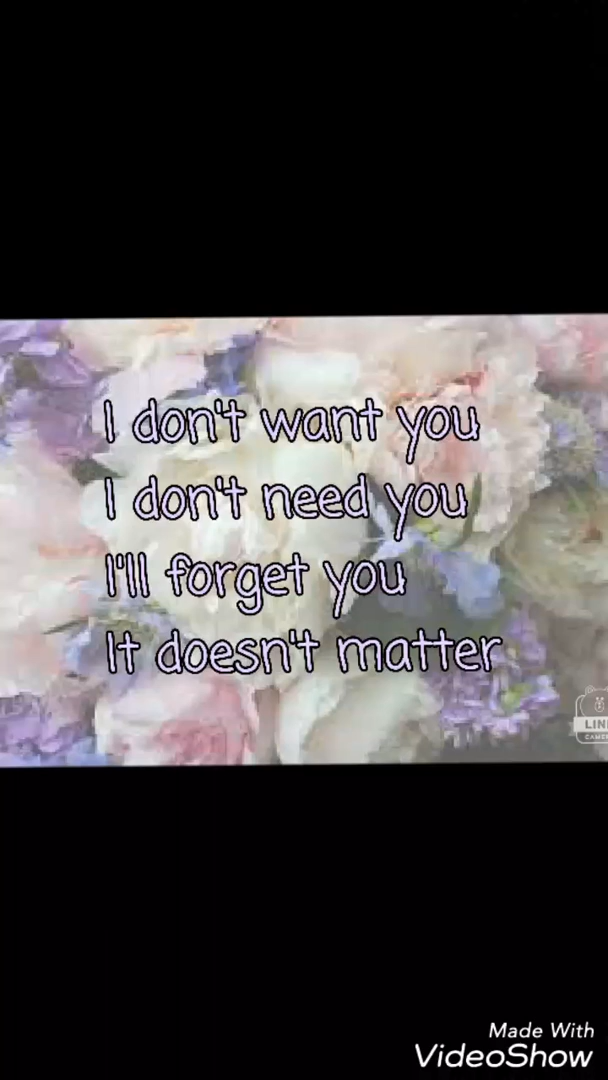 I don't want you
I don't need you
I'll forget you
It doesn't matter
LINE
CAMERA
Made With
VideoShow